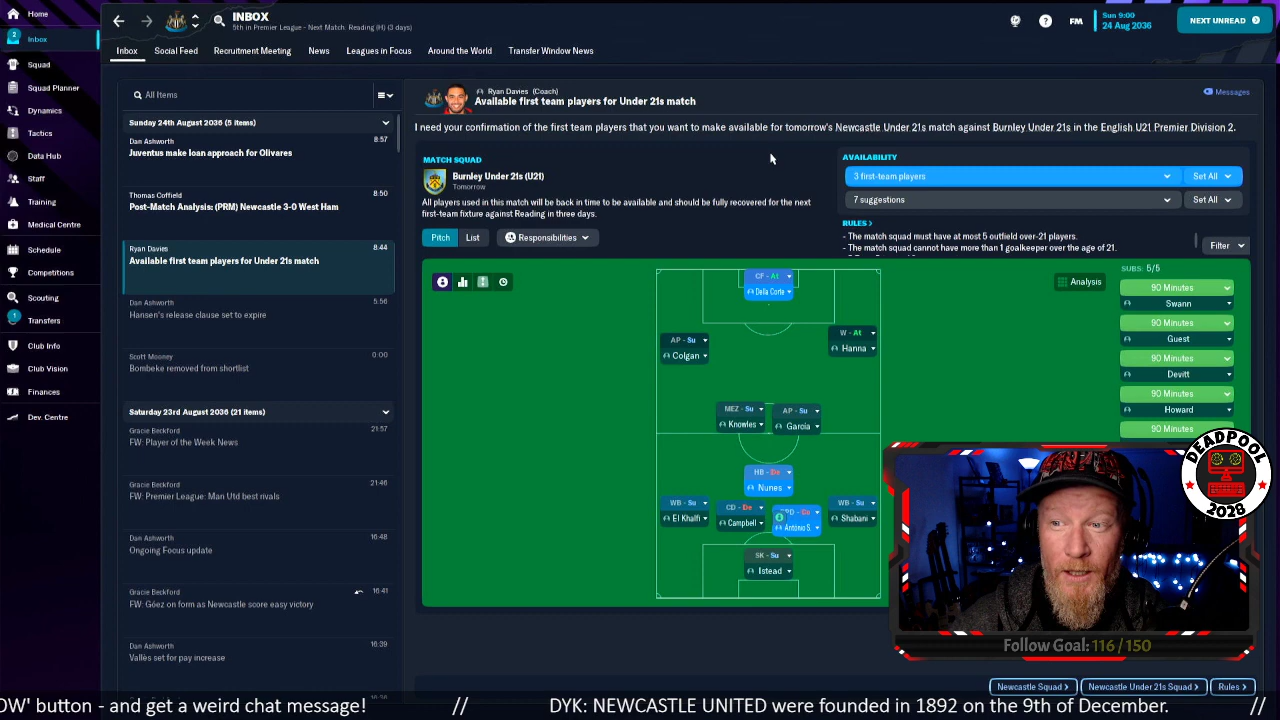 Home
INBOX
5th in Premier League - Next Match: Reading (H) (3 days)
FM
Sun 9:00
24 Aug 2036
NEXT UNREAD
2
Inbox
Inbox
Social Feed
Recruitment Meeting
News
Leagues in Focus
Around the World
Transfer Window News
Squad
Squad Planner
Dynamics
Tactics
Data Hub
Staff
Training
Medical Centre
Schedule
Competitions
Scouting
1
Transfers
Club Info
Club Vision
Finances
Dev. Centre
All Items
Sunday 24th August 2036 (5 items)
Dan Ashworth
8:57
Juventus make loan approach for Olivares
Thomas Coffield
8:50
Post-Match Analysis: (PRM) Newcastle 3-0 West Ham
Ryan Davies
8:44
Available first team players for Under 21s match
Dan Ashworth
5:56
Hansen's release clause set to expire
Scott Mooney
0:00
Bombeke removed from shortlist
Saturday 23rd August 2036 (21 items)
Gracie Beckford
21:57
FW: Player of the Week News
Gracie Beckford
21:46
FW: Premier League: Man Utd best rivals
Dan Ashworth
16:48
Ongoing Focus update
Gracie Beckford
16:41
FW: Góez on form as Newcastle score easy victory
Dan Ashworth
16:39
Vallés set for pay increase
Ryan Davies (Coach)
Available first team players for Under 21s match
Messages
I need your confirmation of the first team players that you want to make available for tomorrow's Newcastle Under 21s match against Burnley Under 21s in the English U21 Premier Division 2.
MATCH SQUAD
Burnley Under 21s (U21)
Tomorrow
All players used in this match will be back in time to be available and should be fully recovered for the next
first-team fixture against Reading in three days.
Pitch
List
Responsibilities
AVAILABILITY
3 first-team players
Set All
7 suggestions
Set All
RULES
- The match squad must have at most 5 outfield over-21 players.
- The match squad cannot have more than 1 goalkeeper over the age of 21.
Filter
Analysis
CF - At
Della Corte
AP - Su
Colgan
W - At
Hanna
MEZ - Su
Knowles
AP - Su
Garcia
HB - De
Nunes
WB - Su
El Khalfi
CD - De
Campbell
António S.
WB - Su
Shabani
SK - Su
Ilstead
SUBS: 5/5
90 Minutes
Swann
90 Minutes
Guest
90 Minutes
Devitt
90 Minutes
Howard
90 Minutes
DEADPOOL
2028
Follow Goal: 116 / 150
Newcastle Squad
Newcastle Under 21s Squad
Rules
OW' button - and get a weird chat message! // DYK: NEWCASTLE UNITED were founded in 1892 on the 9th of December. //